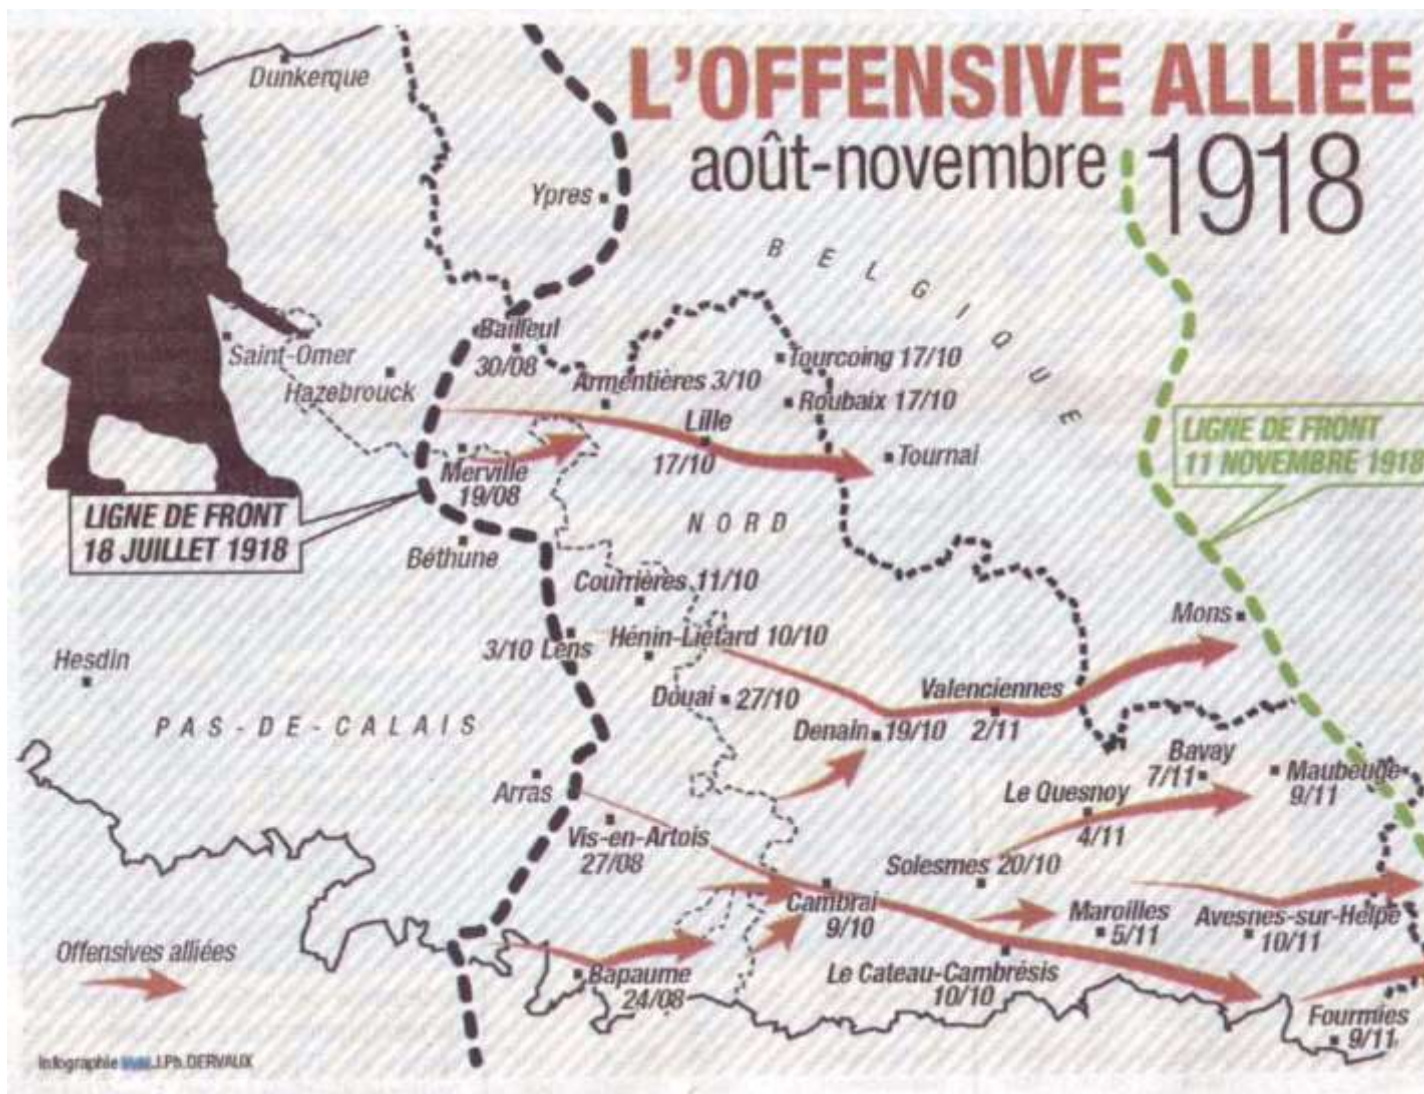 L'OFFENSIVE ALLIÉE
août-novembre 1918
Dunkerque
Ypres
BELGIQUE
Saint-Omer
Hazebrouck
Bailleul
30/08
Armentières 3/10
Tourcoing 17/10
Roubaix 17/10
Lille
17/10
Tournai
Merville
19/08
LIGNE DE FRONT
11 NOVEMBRE 1918
LIGNE DE FRONT
18 JUILLET 1918
Béthune
NORD
Courrières 11/10
3/10 Lens
Hénin-Liétard 10/10
Mons
Hesdin
Douai 27/10
Valenciennes
2/11
PAS-DE-CALAIS
Denain 19/10
Arras
Bavay
7/11
Maubeuge
9/11
Le Quesnoy
4/11
Vis-en-Artois
27/08
Solesmes 20/10
Cambrai
9/10
Maroilles
5/11
Avesnes-sur-Helpe
10/11
Offensives alliées
Bapaume
24/08
Le Cateau-Cambrésis
10/10
Fourmies
9/11
Infographie J.Ph. DERVAUX